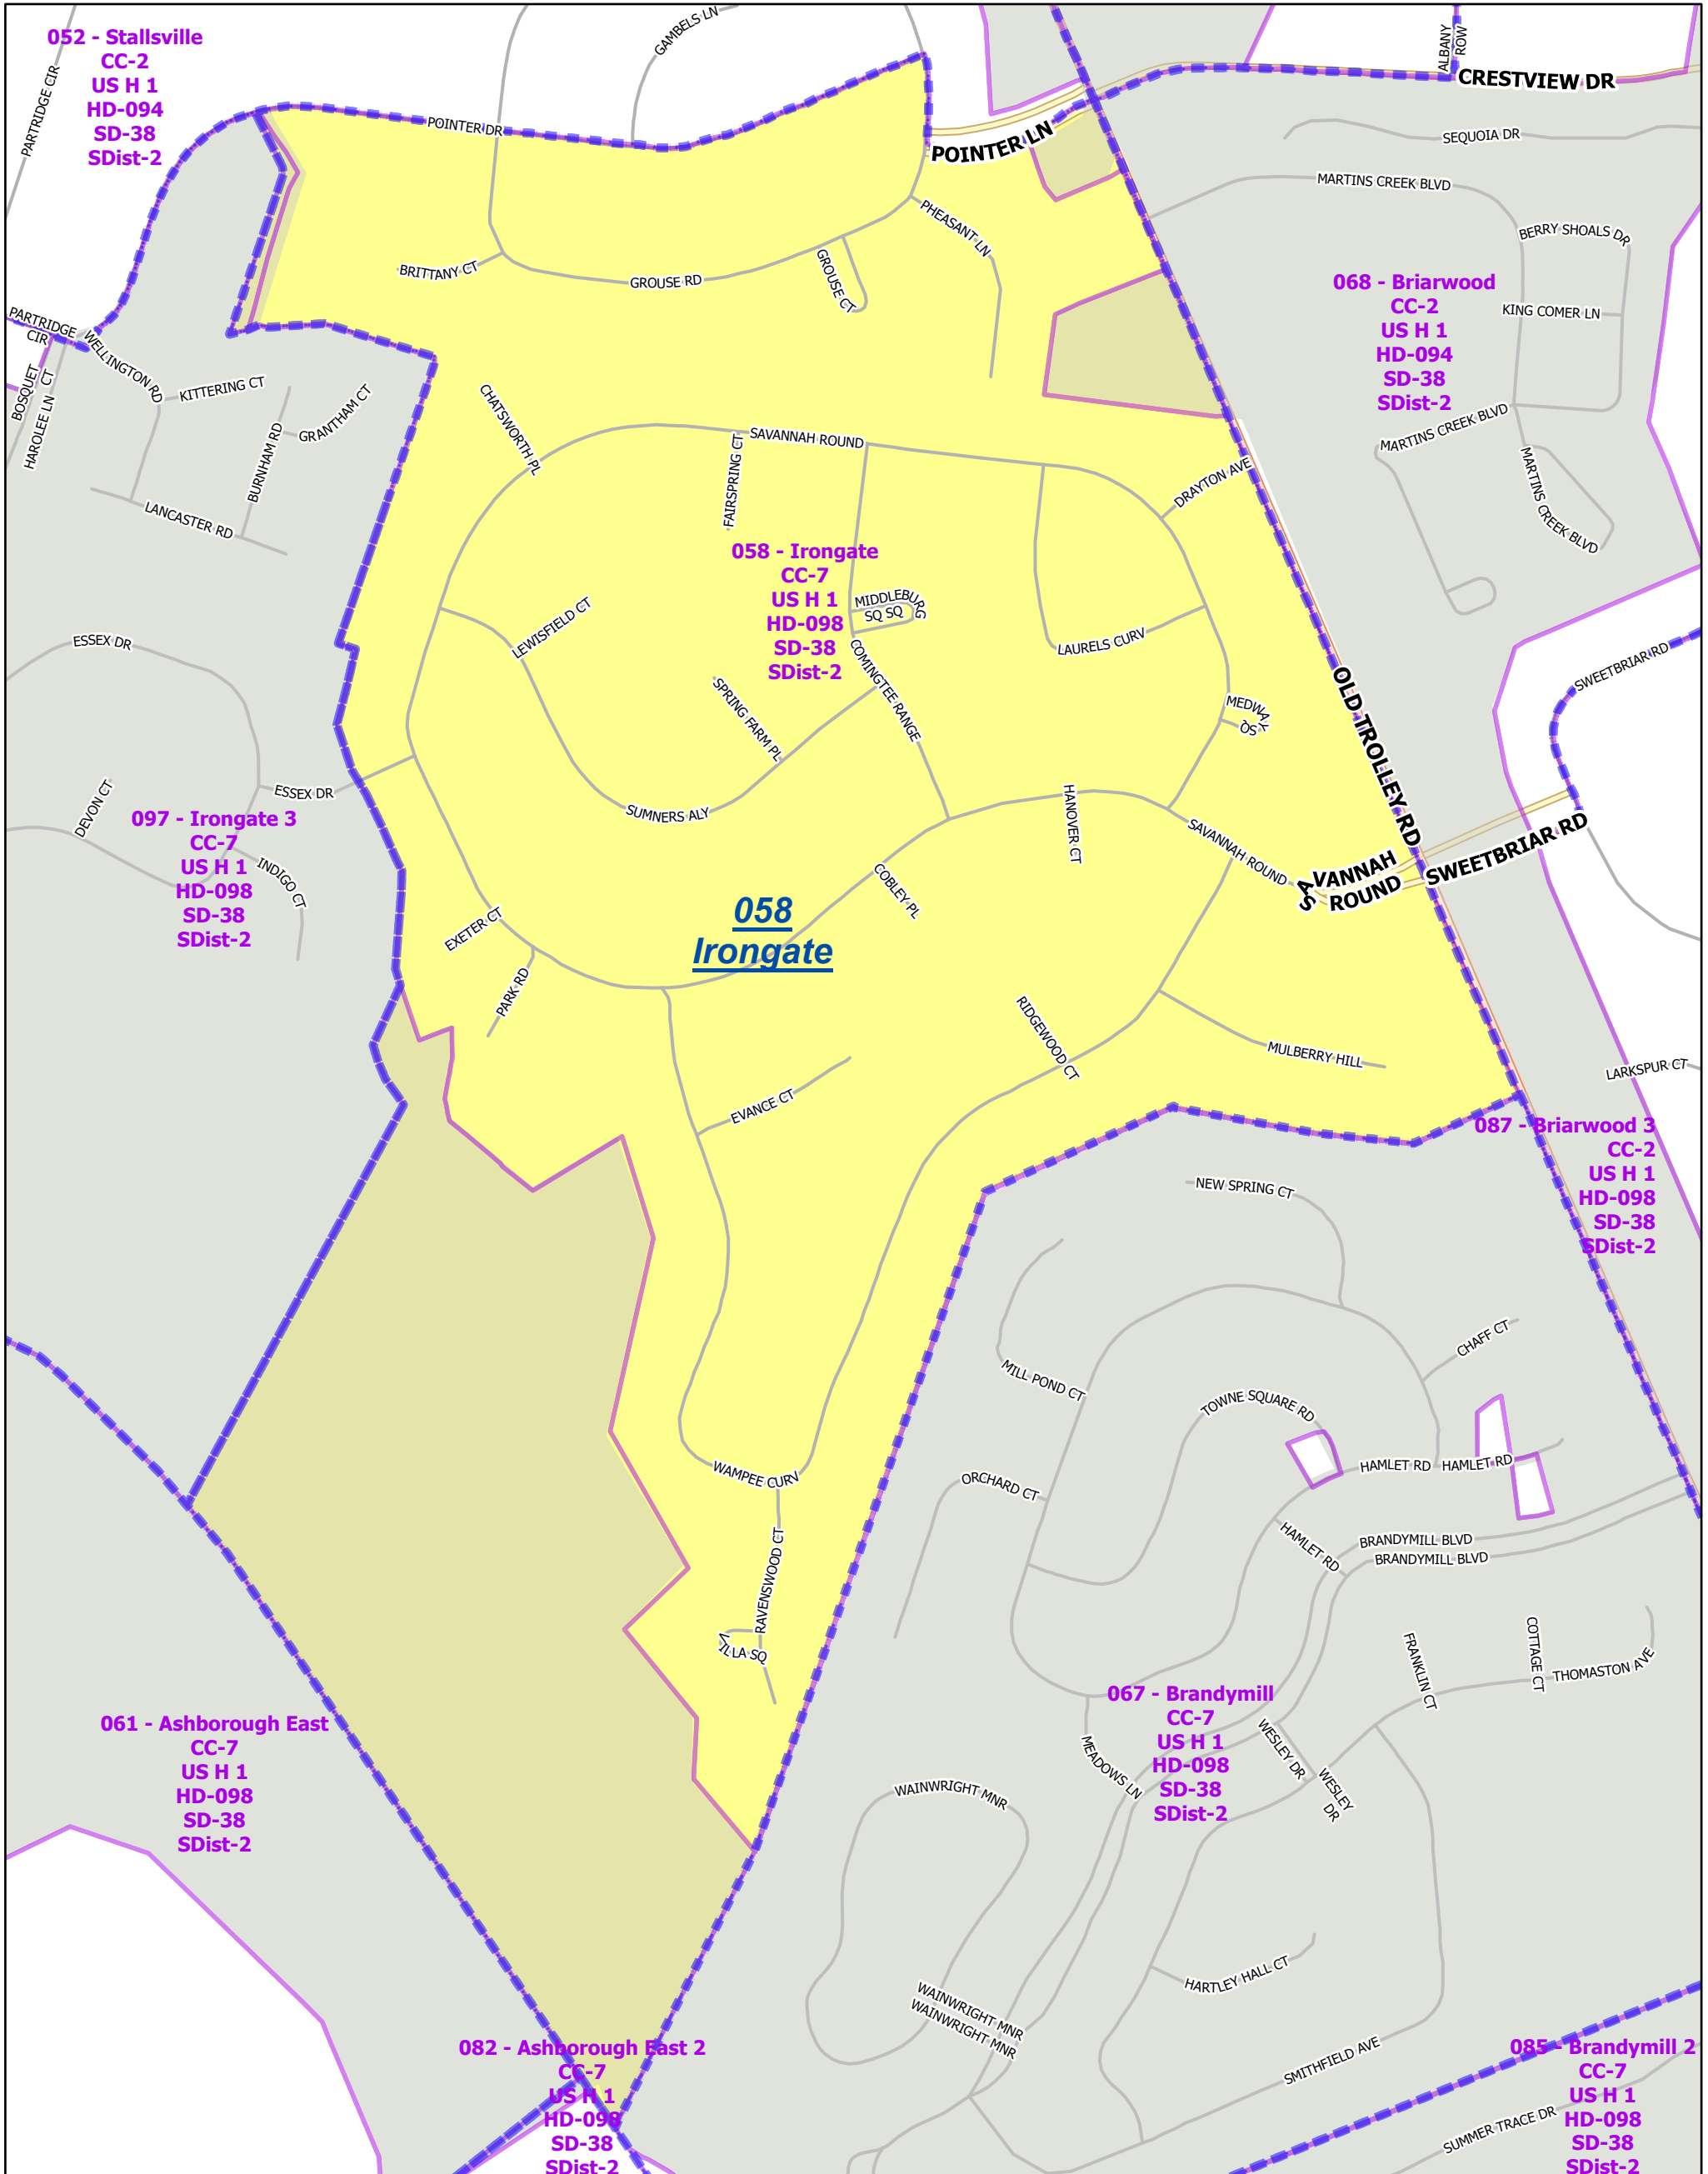 052 - Stallsville
CC-2
US H 1
HD-094
SD-38
SDist-2
PARTRIDGE CIR
GAMBELS LN
POINTER DR
POINTER LN
ALBANY
ROW
CRESTVIEW DR
SEQUOIA DR
MARTINS CREEK BLVD
BERRY SHOALS DR
KING COMER LN
068 - Briarwood
CC-2
US H 1
HD-094
SD-38
SDist-2
MARTINS CREEK BLVD
MARTINS CREEK BLVD
PHEASANT LN
BRITTANY CT
GROUSE RD
GROUSE CT
PARTRIDGE
CIR
WELLINGTON RD
KITTERING CT
GRANTHAM CT
BURNHAM RD
BOSQUET
CT
HAROLEE LN
LANCASTER RD
CHATSWORTH PL
SAVANNAH ROUND
FAIRSPRING CT
DRAYTON AVE
058 - Irongate
CC-7
US H 1
HD-098
SD-38
SDist-2
MIDDLEBURG
SQ SQ
LEWISFIELD CT
LAURELS CURV
COMINGTEE RANGE
SPRING FARM PL
MEDWAY
SQ
OLD TROLLEY RD
SWEETBRIAR RD
ESSEX DR
ESSEX DR
DEVON CT
097 - Irongate 3
CC-7
US H 1
HD-098
SD-38
SDist-2
INDIGO CT
SUMNERS ALY
HANOVER CT
SAVANNAH ROUND
SAVANNAH
ROUND
SWEETBRIAR RD
COBLEY PL
EXETER CT
058
Irongate
PARK RD
RIDGEWOOD CT
MULBERRY HILL
LARKSPUR CT
EVANCE CT
087 - Briarwood 3
CC-2
US H 1
HD-098
SD-38
SDist-2
NEW SPRING CT
MILL POND CT
CHAFF CT
TOWNE SQUARE RD
HAMLET RD
HAMLET RD
WAMPEE CURV
ORCHARD CT
HAMLET RD
BRANDYMILL BLVD
BRANDYMILL BLVD
RAVENSWOOD CT
VILLA SQ
FRANKLIN CT
COTTAGE CT
THOMASTON AVE
067 - Brandymill
CC-7
US H 1
HD-098
SD-38
SDist-2
061 - Ashborough East
CC-7
US H 1
HD-098
SD-38
SDist-2
MEADOWS LN
WESLEY DR
WESLEY
DR
WAINWRIGHT MNR
HARTLEY HALL CT
WAINWRIGHT MNR
WAINWRIGHT MNR
SMITHFIELD AVE
082 - Ashborough East 2
CC-7
US H 1
HD-098
SD-38
SDist-2
085 - Brandymill 2
CC-7
US H 1
HD-098
SD-38
SDist-2
SUMMER TRACE DR